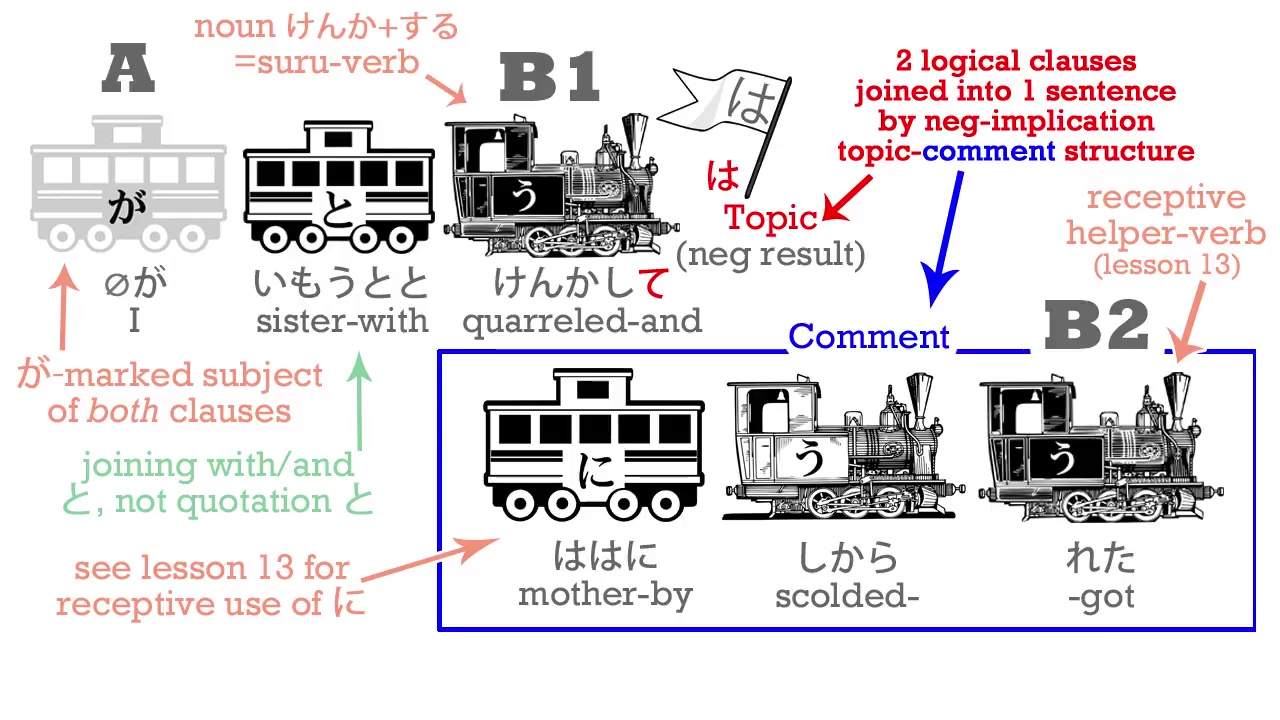 noun けんか+する
=suru-verb
A
B1
は
は
Topic
(neg result)
2 logical clauses
joined into 1 sentence
by neg-implication
topic-comment structure
receptive
helper-verb
(lesson 13)
が
と
う
∅が
I
いもうとと
sister-with
けんかして
quarreled-and
が-marked subject
of both clauses
joining with/and
と, not quotation と
see lesson 13 for
receptive use of に
Comment
B2
に
う
う
ははに
mother-by
しから
scolded-
れた
-got